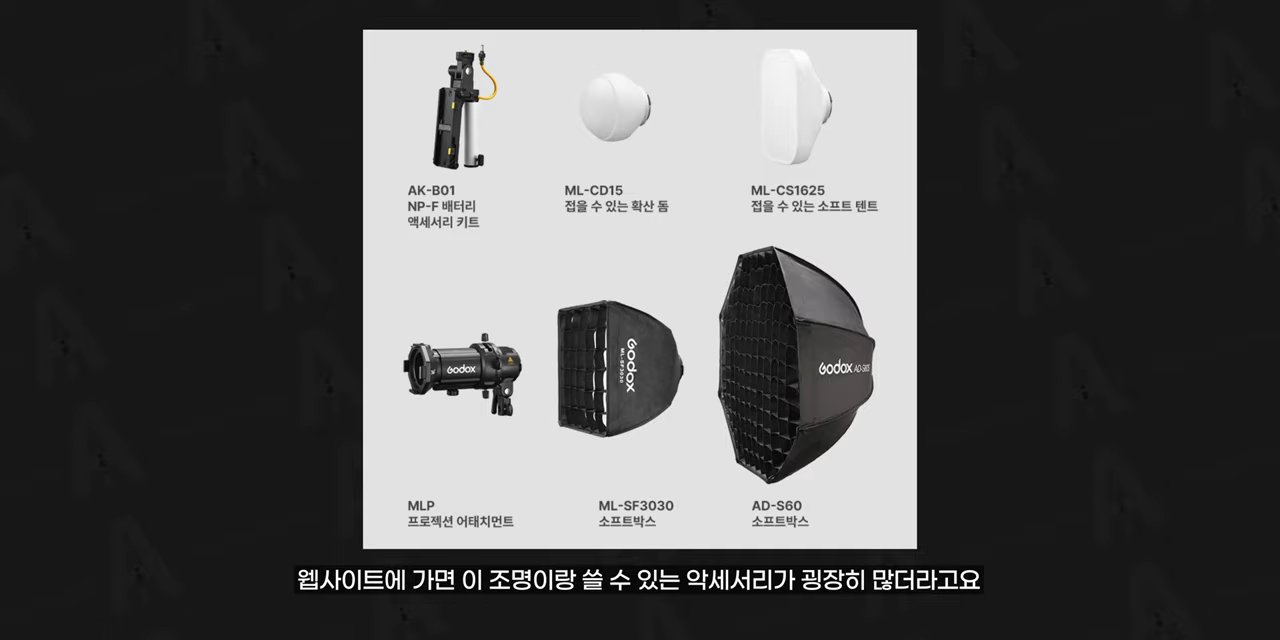 AK-B01
NP-F 배터리
액세서리 키트
ML-CD15
접을 수 있는 확산 돔
ML-CS1625
접을 수 있는 소프트 텐트
Godox
Godox
ML-SF3030
Godox AD-S60
MLP
프로젝션 어태치먼트
ML-SF3030
소프트박스
AD-S60
소프트박스
웹사이트에 가면 이 조명이랑 쓸 수 있는 악세서리가 굉장히 많더라고요